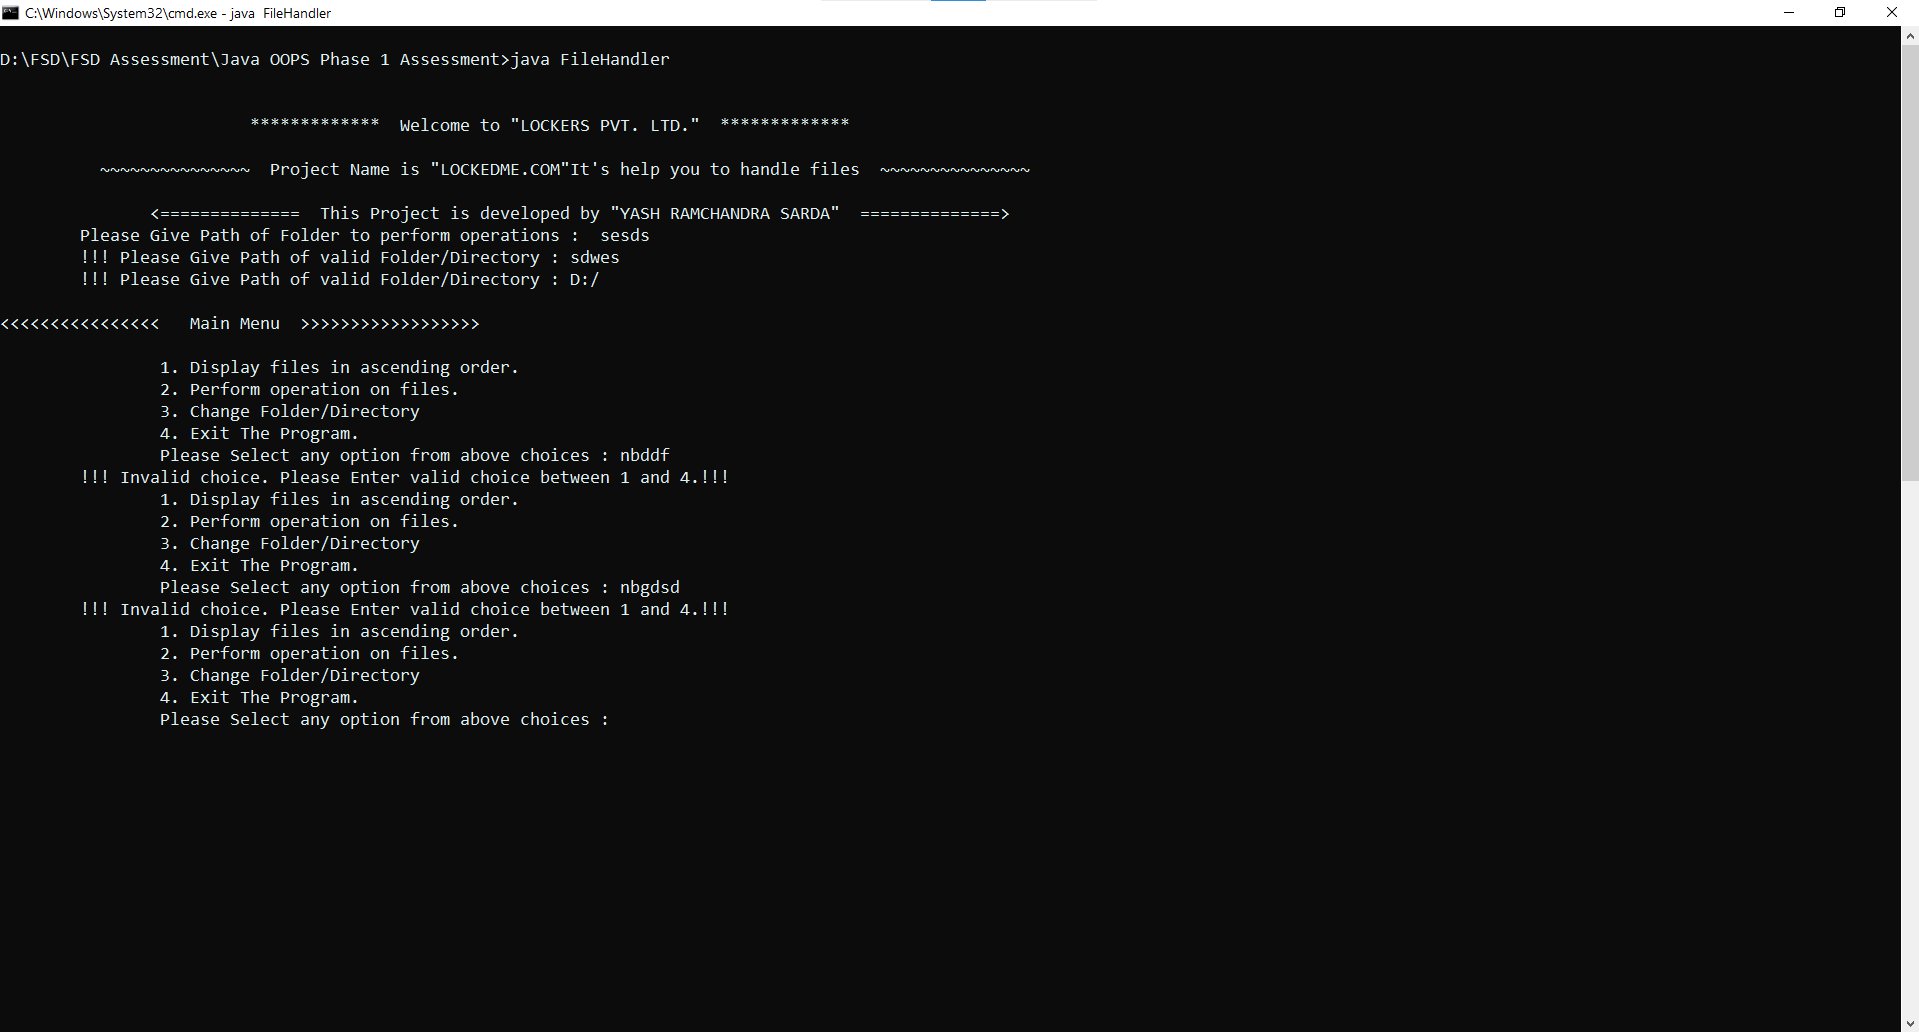 C:\Windows\System32\cmd.exe - java  FileHandler
D:\FSD\FSD Assessment\Java OOPS Phase 1 Assessment>java FileHandler
*************  Welcome to "LOCKERS PVT. LTD."  *************
~~~~~~~~~~~~~~~  Project Name is "LOCKEDME.COM"It's help you to handle files  ~~~~~~~~~~~~~~~
<==============  This Project is developed by "YASH RAMCHANDRA SARDA"  ==============>
Please Give Path of Folder to perform operations :  sesds
!!! Please Give Path of valid Folder/Directory : sdwes
!!! Please Give Path of valid Folder/Directory : D:/
<<<<<<<<<<<<<<<<   Main Menu  >>>>>>>>>>>>>>>>>>
1. Display files in ascending order.
2. Perform operation on files.
3. Change Folder/Directory
4. Exit The Program.
Please Select any option from above choices : nbddf
!!! Invalid choice. Please Enter valid choice between 1 and 4.!!!
1. Display files in ascending order.
2. Perform operation on files.
3. Change Folder/Directory
4. Exit The Program.
Please Select any option from above choices : nbgdsd
!!! Invalid choice. Please Enter valid choice between 1 and 4.!!!
1. Display files in ascending order.
2. Perform operation on files.
3. Change Folder/Directory
4. Exit The Program.
Please Select any option from above choices :